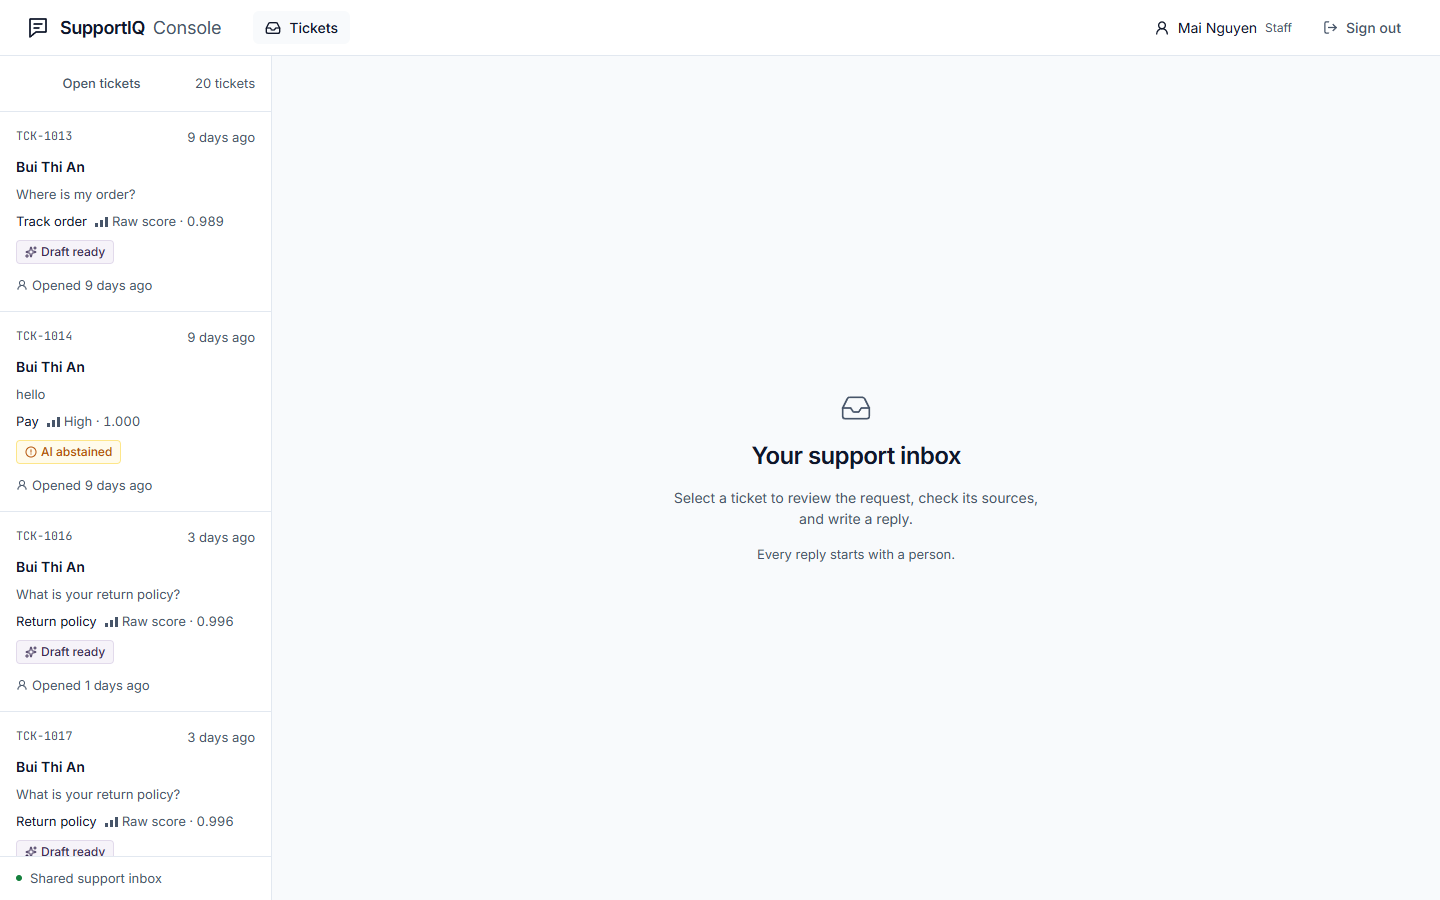 SupportIQ Console
Tickets
Mai Nguyen Staff
Sign out
Open tickets 20 tickets
TCK-1013 9 days ago
Bui Thi An
Where is my order?
Track order Raw score · 0.989
Draft ready
Opened 9 days ago
TCK-1014 9 days ago
Bui Thi An
hello
Pay High · 1.000
AI abstained
Opened 9 days ago
TCK-1016 3 days ago
Bui Thi An
What is your return policy?
Return policy Raw score · 0.996
Draft ready
Opened 1 days ago
TCK-1017 3 days ago
Bui Thi An
What is your return policy?
Return policy Raw score · 0.996
Draft ready
Shared support inbox
Your support inbox
Select a ticket to review the request, check its sources,
and write a reply.
Every reply starts with a person.